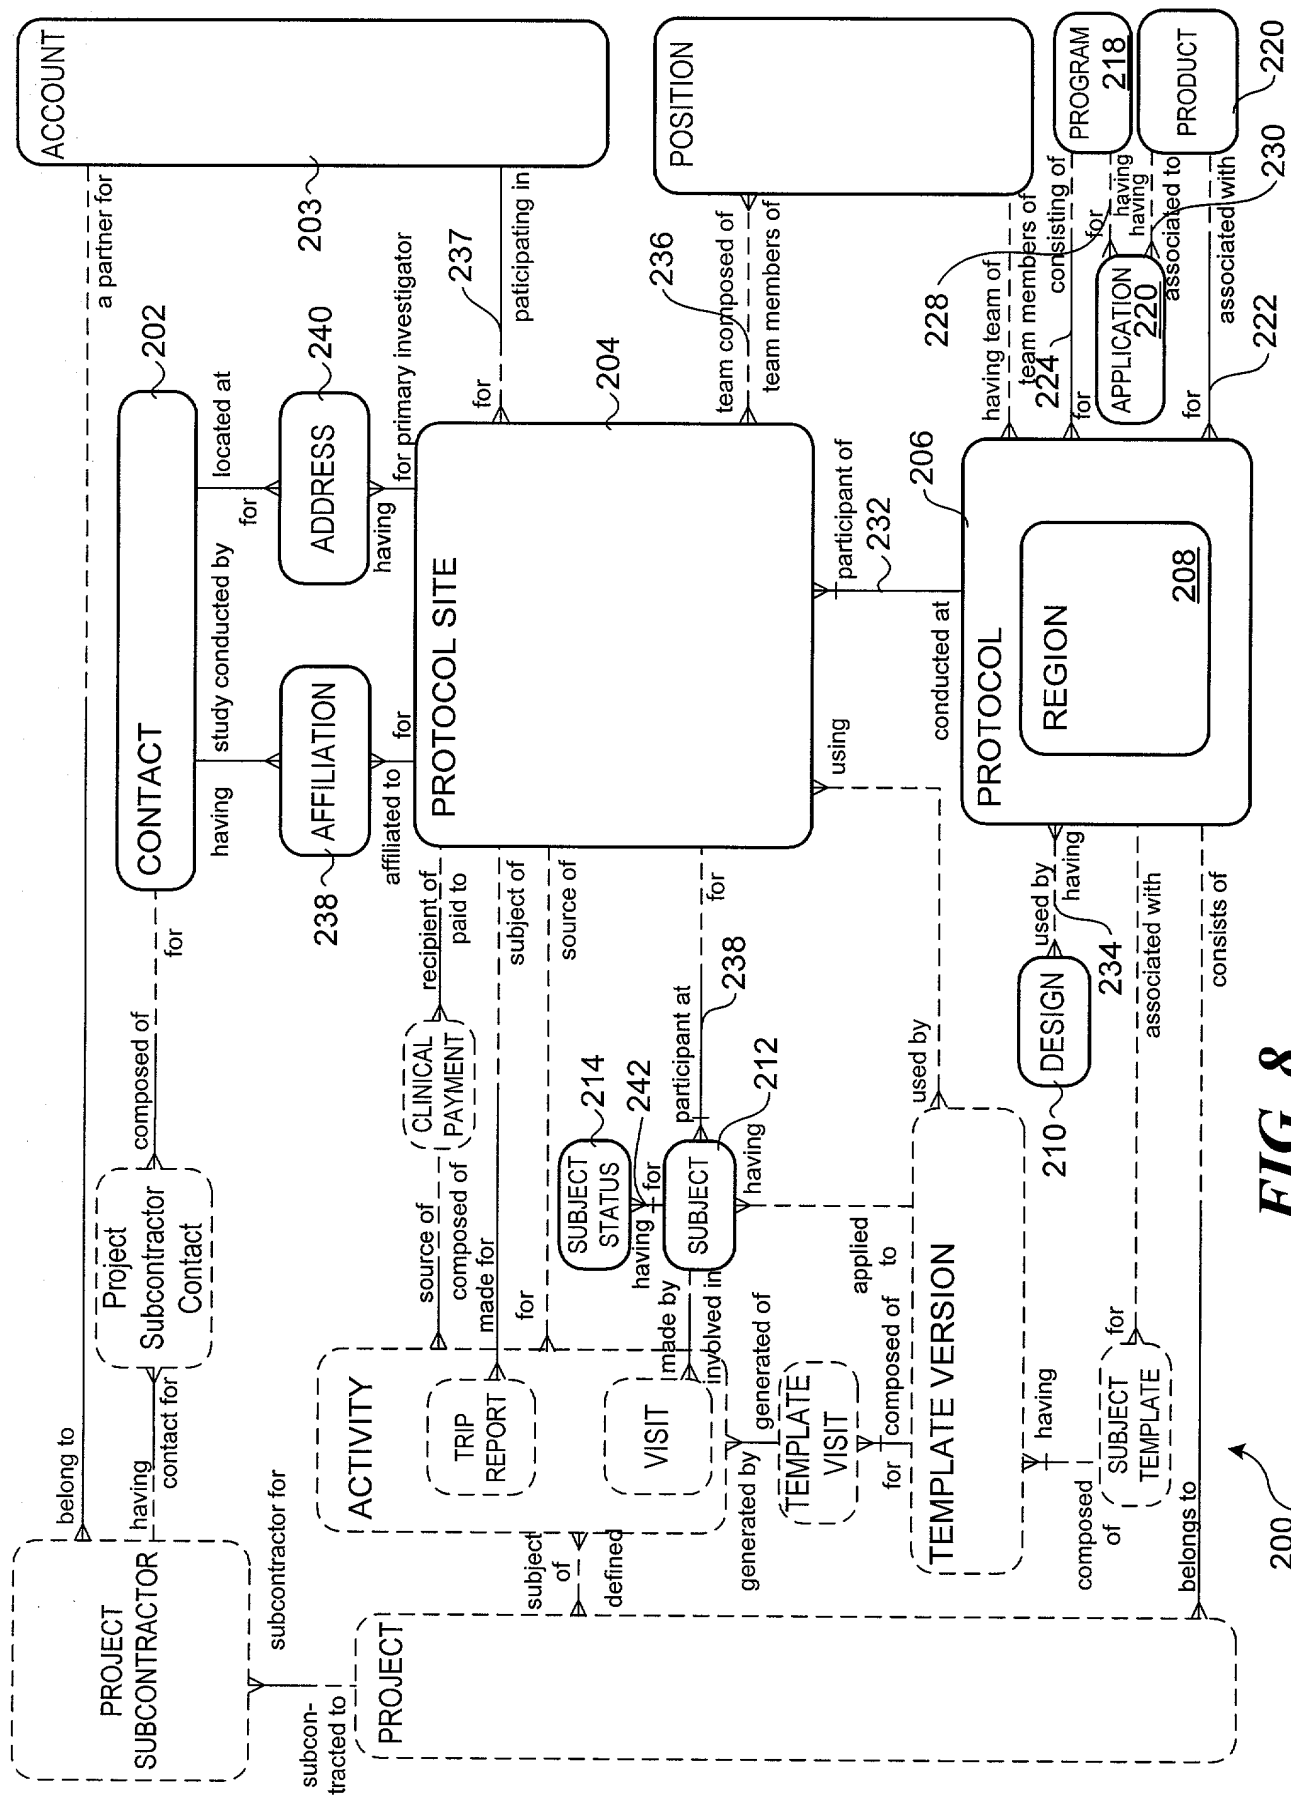 PROJECT
SUBCONTRACTOR
belong to
a partner for
ACCOUNT
203
having
contact for
Project
Subcontractor
Contact
composed of
for
CONTACT
202
subcon-
tracted to
subcontractor for
having
study conducted by
located at
for
238
AFFILIATION
ADDRESS
240
affiliated to
for
having
for primary investigator
237
for
paticipating in
PROJECT
ACTIVITY
TRIP
REPORT
VISIT
source of
composed of
CLINICAL
PAYMENT
recipient of
paid to
made for
subject of
for
source of
subject
of
defined
PROTOCOL SITE
204
236
team composed of
team members of
POSITION
SUBJECT
STATUS
214
242
having
for
SUBJECT
212
participant at
238
for
made by
involved in
having
generated by
generated of
TEMPLATE
VISIT
for
composed of
applied
to
used by
using
participant of
232
conducted at
TEMPLATE VERSION
composed
of
having
SUBJECT
TEMPLATE
for
associated with
210
DESIGN
used by
having
234
PROTOCOL
206
REGION
208
having team of
team members of
224
for
consisting of
PROGRAM
218
228
for
having
APPLICATION
220
having
associated to
230
PRODUCT
220
for
associated with
222
belongs to
consists of
200
FIG. 8